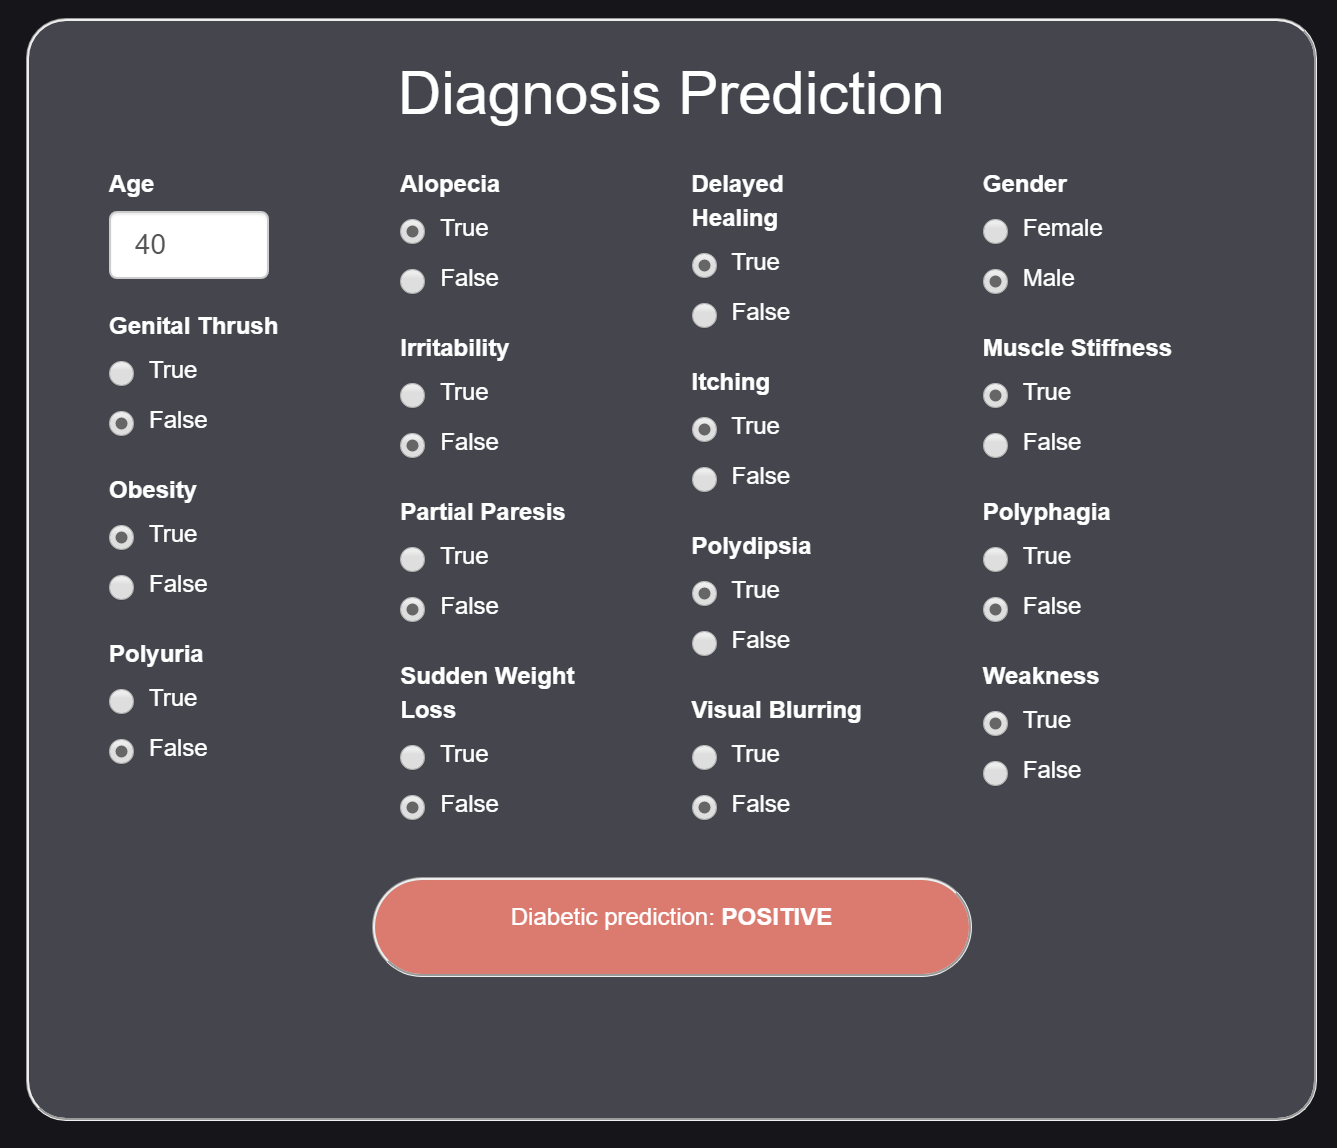 Diagnosis Prediction
Age
40
Genital Thrush
True
False
Obesity
True
False
Polyuria
True
False
Alopecia
True
False
Irritability
True
False
Partial Paresis
True
False
Sudden Weight
Loss
True
False
Delayed
Healing
True
False
Itching
True
False
Polydipsia
True
False
Visual Blurring
True
False
Gender
Female
Male
Muscle Stiffness
True
False
Polyphagia
True
False
Weakness
True
False
Diabetic prediction: POSITIVE